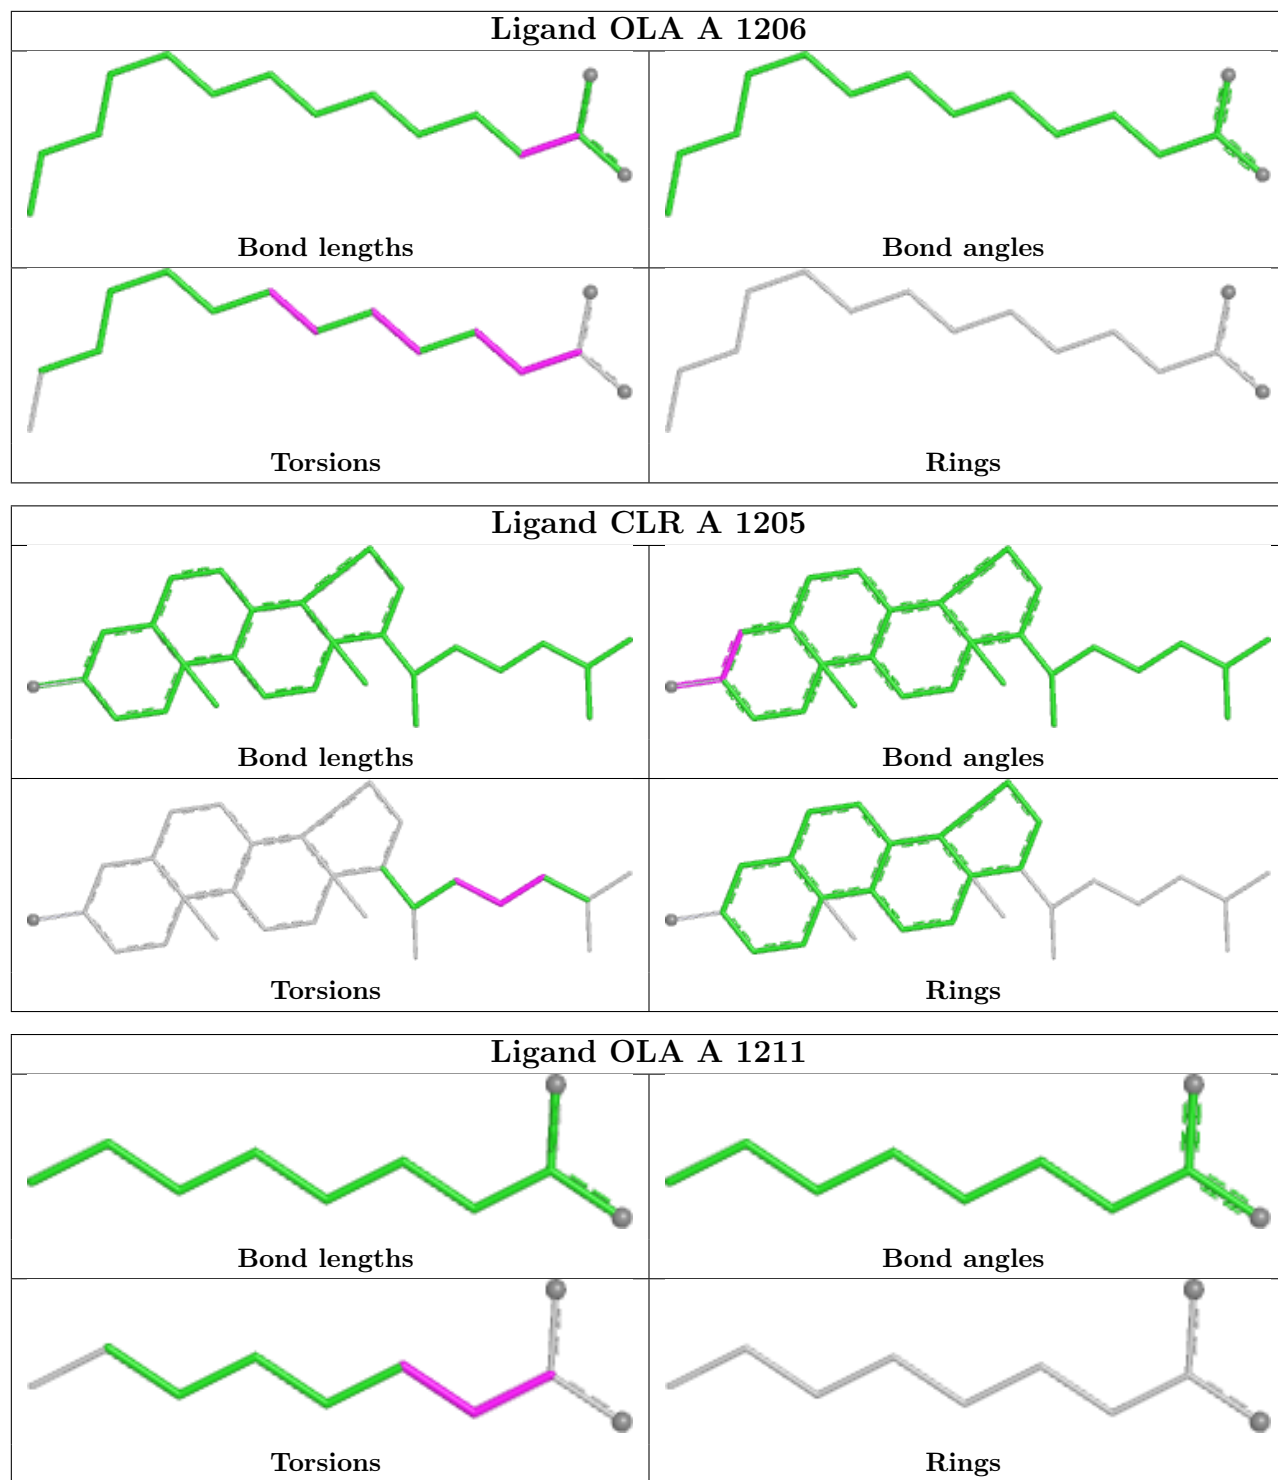 Ligand OLA A 1206
Bond lengths
Bond angles
Torsions
Rings
Ligand CLR A 1205
Bond lengths
Bond angles
Torsions
Rings
Ligand OLA A 1211
Bond lengths
Bond angles
Torsions
Rings